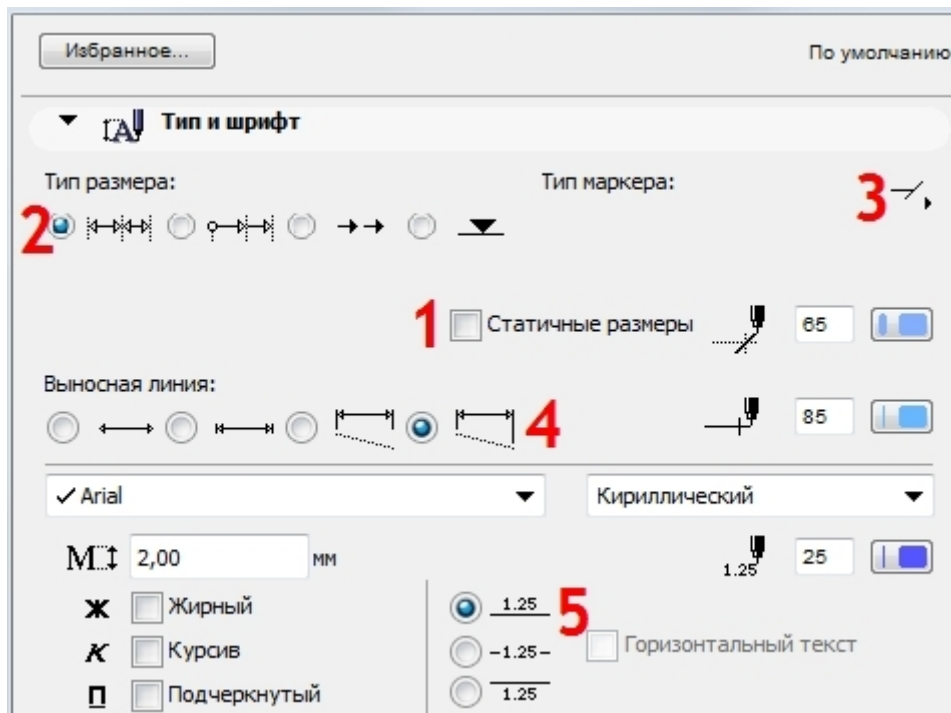 Избранное...
По умолчанию
Тип и шрифт
Тип размера:
Тип маркера:
3
2
1 Статичные размеры 65
Выносная линия:
4 85
Arial
Кириллический
M 2,00 мм
1.25 25
Ж Жирный
1.25 5
К Курсив
-1.25-
Горизонтальный текст
П Подчеркнутый
1.25